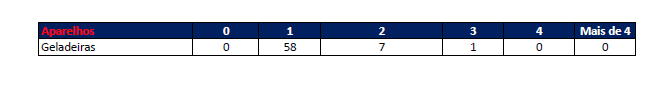 Aparelhos 0 1 2 3 4 Mais de 4
Geladeiras 0 58 7 1 0 0